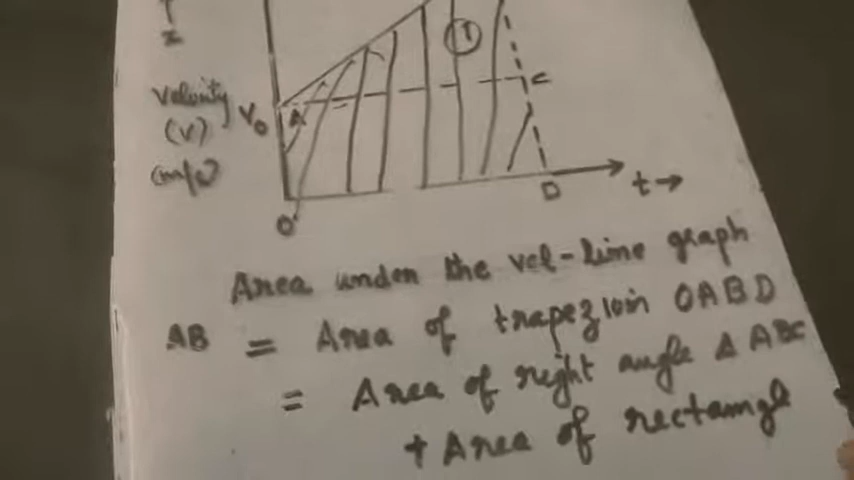 Velocity
(V)
(m/s)
V₀
A
1
C
O
D
t→
Area under the vel-time graph
AB = Area of trapezioin OABD
= Area of right angle Δ ABC
+ Area of rectangle